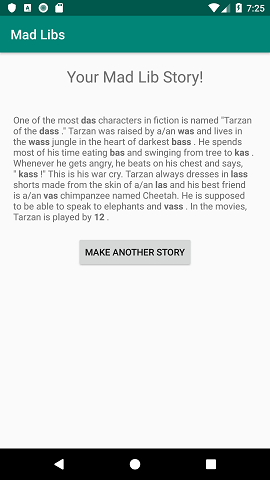 7:25
Mad Libs
Your Mad Lib Story!
One of the most das characters in fiction is named "Tarzan
of the dass ." Tarzan was raised by a/an was and lives in
the wass jungle in the heart of darkest bass . He spends
most of his time eating bas and swinging from tree to kas .
Whenever he gets angry, he beats on his chest and says,
" kass !" This is his war cry. Tarzan always dresses in lass
shorts made from the skin of a/an las and his best friend
is a/an vas chimpanzee named Cheetah. He is supposed
to be able to speak to elephants and vass . In the movies,
Tarzan is played by 12 .
MAKE ANOTHER STORY